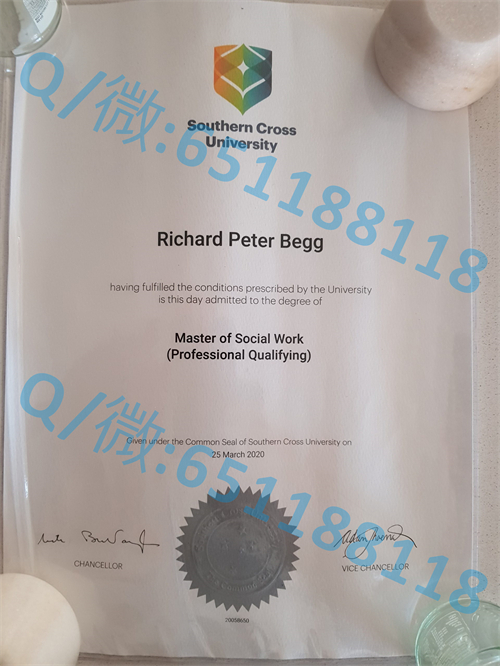 Southern Cross
University
Q/微:651188118
Richard Peter Begg
having fulfilled the conditions prescribed by the University
is this day admitted to the degree of
Master of Social Work
(Professional Qualifying)
Q/微:651188118
Given under the Common Seal of Southern Cross University on
25 March 2020
CHANCELLOR
VICE CHANCELLOR
20058650